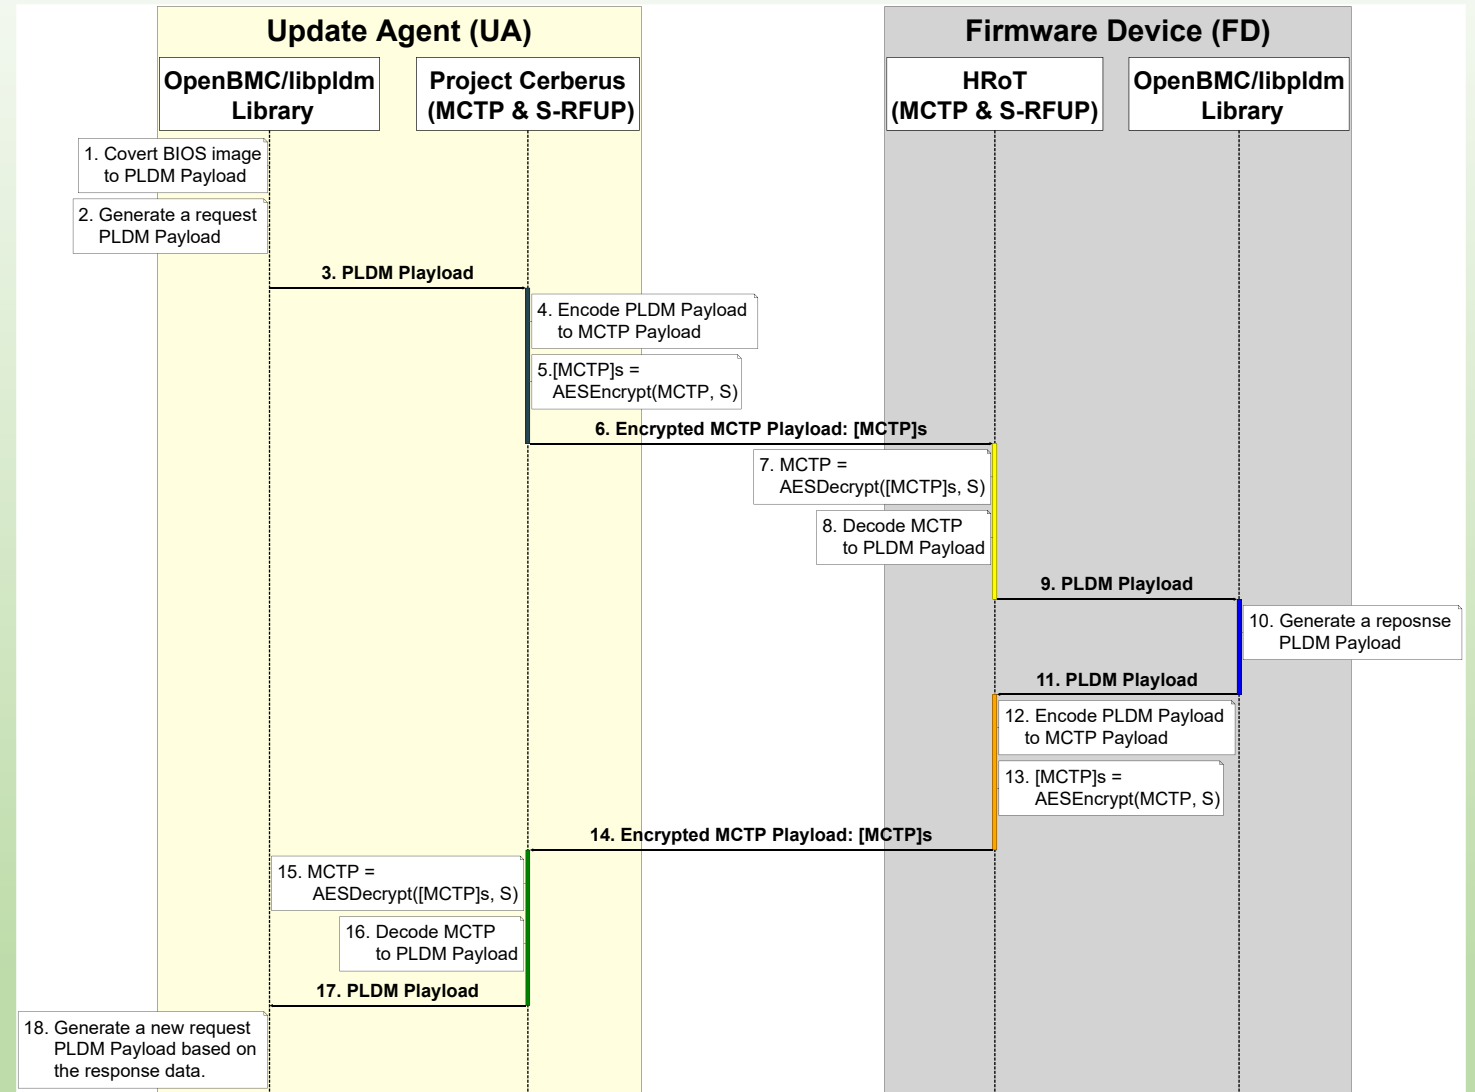 Update Agent (UA)
Firmware Device (FD)
OpenBMC/libpldm
Library
Project Cerberus
(MCTP & S-RFUP)
HRoT
(MCTP & S-RFUP)
OpenBMC/libpldm
Library
1. Covert BIOS image
to PLDM Payload
2. Generate a request
PLDM Payload
3. PLDM Playload
4. Encode PLDM Payload
to MCTP Payload
5.[MCTP]s =
AESEncrypt(MCTP, S)
6. Encrypted MCTP Playload: [MCTP]s
7. MCTP =
AESDecrypt([MCTP]s, S)
8. Decode MCTP
to PLDM Payload
9. PLDM Playload
10. Generate a reposnse
PLDM Payload
11. PLDM Playload
12. Encode PLDM Payload
to MCTP Payload
13. [MCTP]s =
AESEncrypt(MCTP, S)
14. Encrypted MCTP Playload: [MCTP]s
15. MCTP =
AESDecrypt([MCTP]s, S)
16. Decode MCTP
to PLDM Payload
17. PLDM Playload
18. Generate a new request
PLDM Payload based on
the response data.